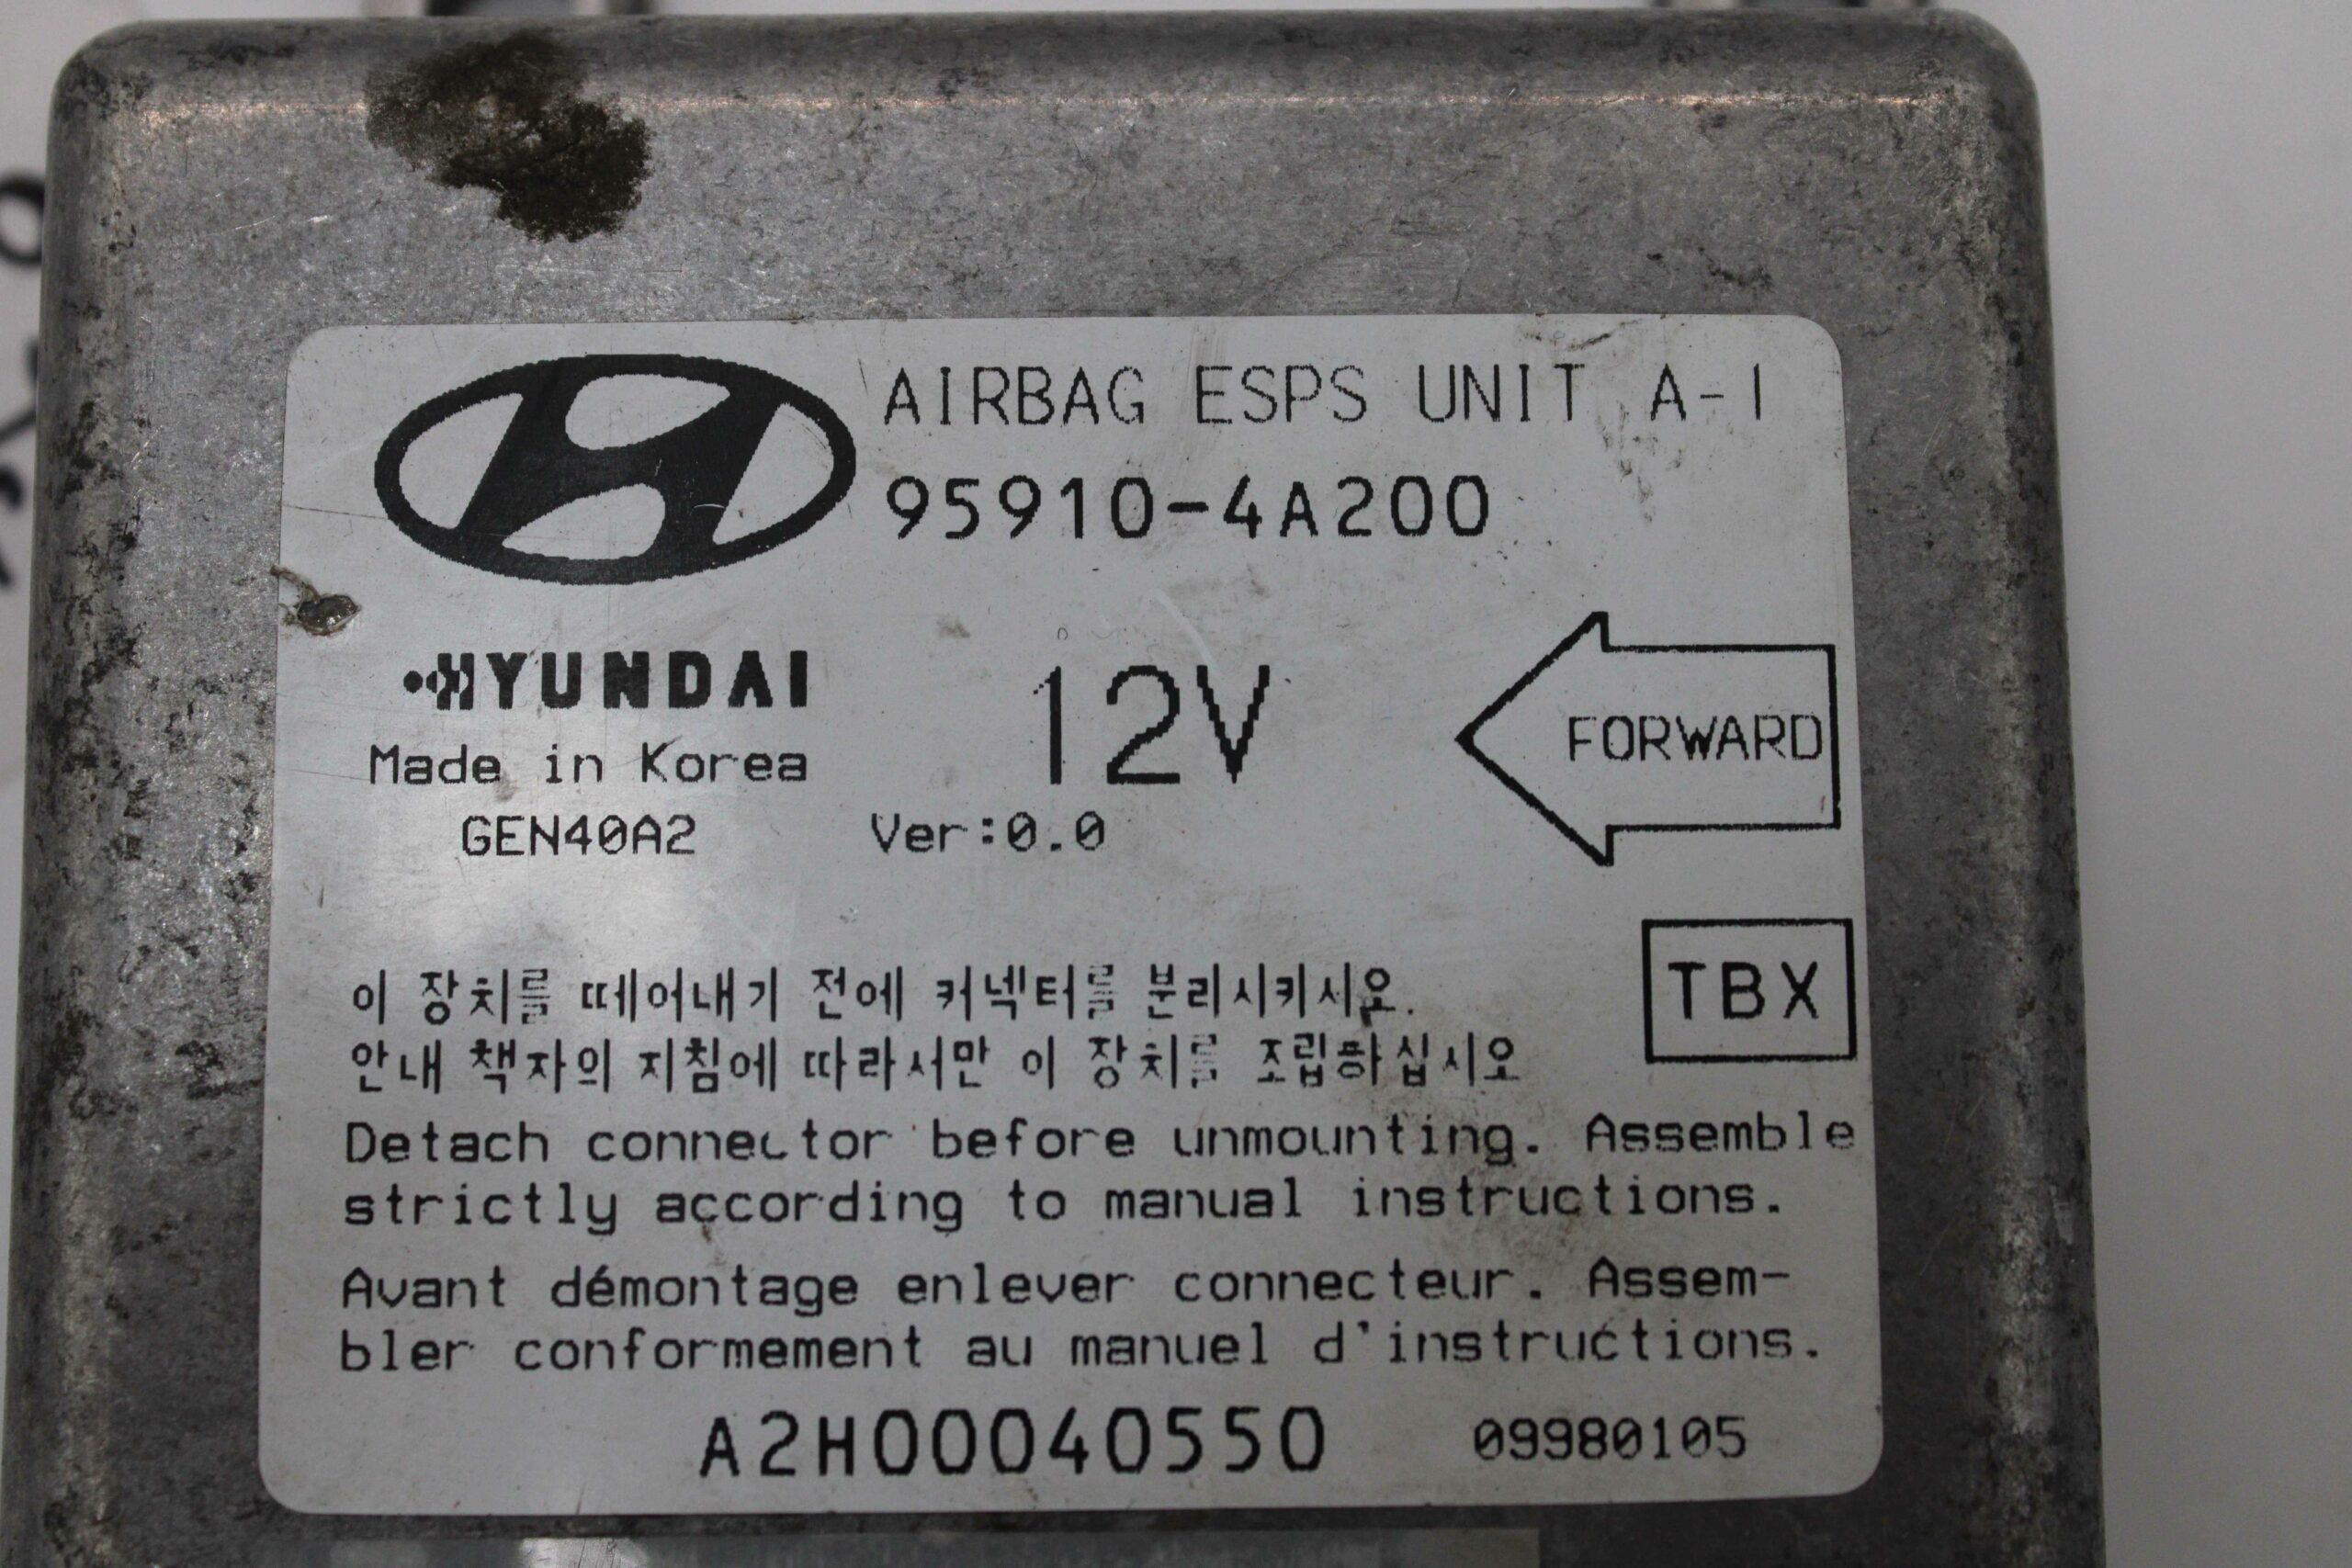 AIRBAG ESPS UNIT A-I
95910-4A200
HYUNDAI
Made in Korea
12V
FORWARD
GEN40A2 Ver:0.0
TBX
이 장치를 떼어내기 전에 커넥터를 분리시키시오.
안내 책자의 지침에 따라서만 이 장치를 조립하십시오
Detach connector before unmounting. Assemble
strictly according to manual instructions.
Avant démontage enlever connecteur. Assem-
bler conformement au manuel d'instructions.
A2H00040550 09980105